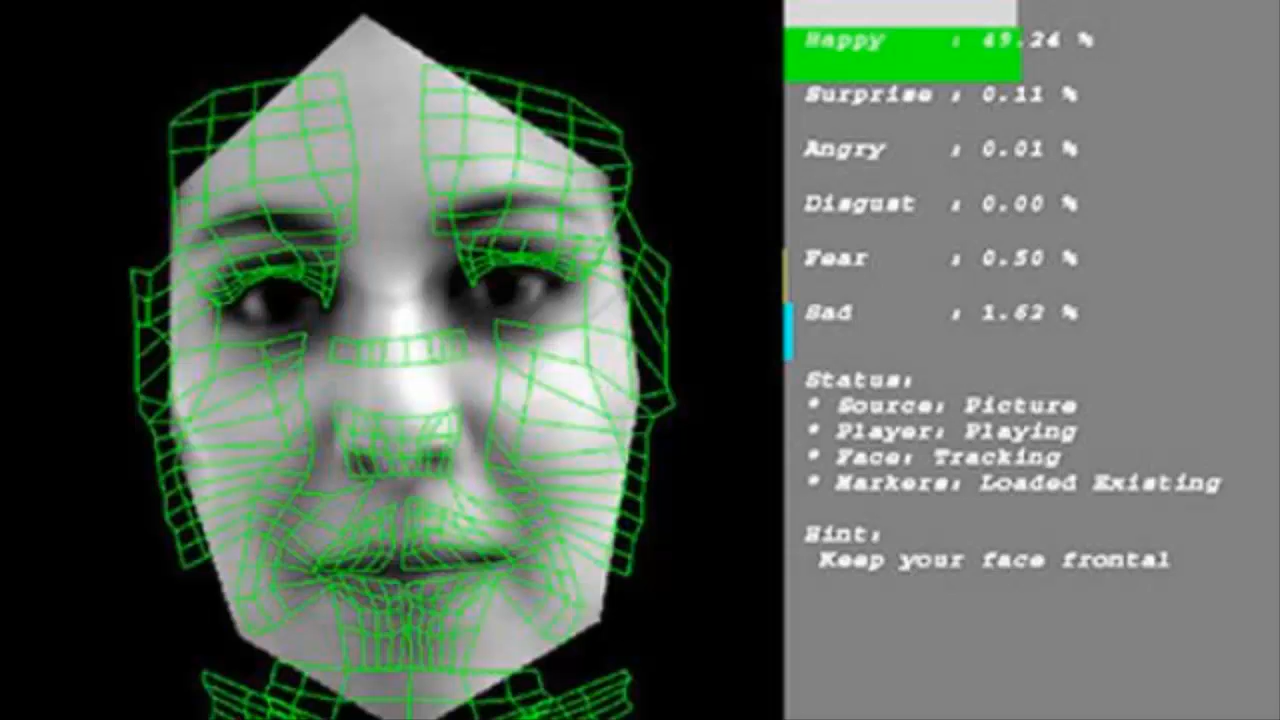 Happy : 49.24 %
Surprise : 0.11 %
Angry : 0.01 %
Disgust : 0.00 %
Fear : 0.50 %
Sad : 1.62 %
Status:
* Source: Picture
* Player: Playing
* Face: Tracking
* Markers: Loaded Existing
Hint:
Keep your face frontal